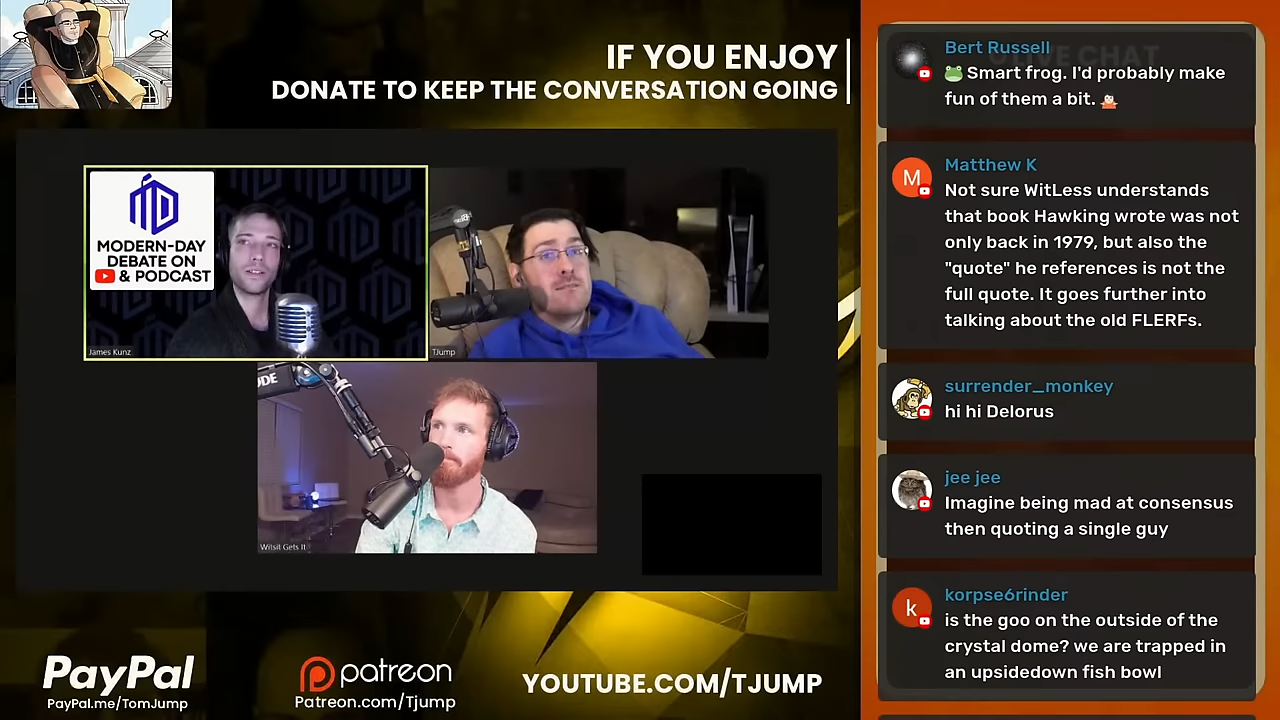 IF YOU ENJOY
DONATE TO KEEP THE CONVERSATION GOING
MODERN-DAY
DEBATE ON
& PODCAST
James Kunz
TJump
Witsit Gets It
PayPal
PayPal.me/TomJump
patreon
Patreon.com/Tjump
YOUTUBE.COM/TJUMP
LIVE CHAT
Bert Russell
🐸 Smart frog. I'd probably make
fun of them a bit.
M
Matthew K
Not sure WitLess understands
that book Hawking wrote was not
only back in 1979, but also the
"quote" he references is not the
full quote. It goes further into
talking about the old FLERFs.
surrender_monkey
hi hi Delorus
jee jee
Imagine being mad at consensus
then quoting a single guy
k
korpse6rinder
is the goo on the outside of the
crystal dome? we are trapped in
an upsidedown fish bowl